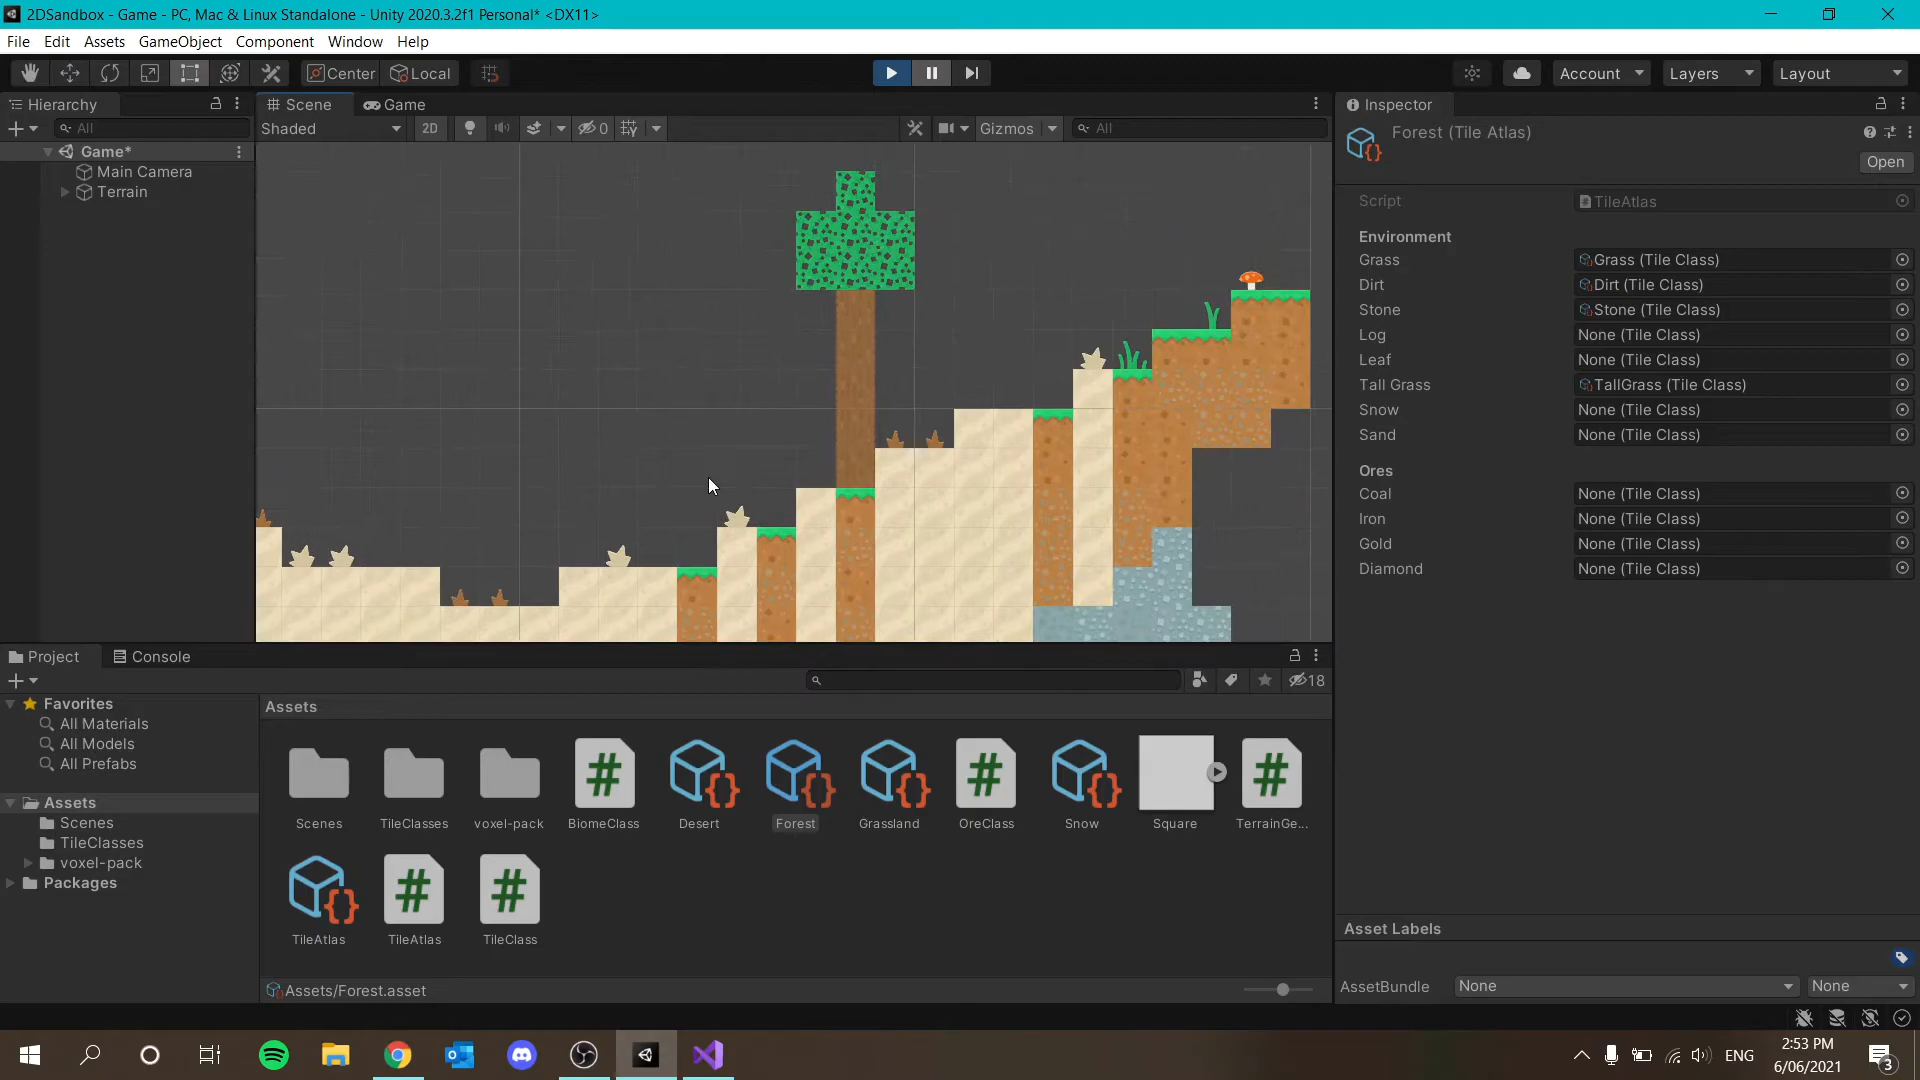 2DSandbox - Game - PC, Mac & Linux Standalone - Unity 2020.3.2f1 Personal* <DX11>
File Edit Assets GameObject Component Window Help
Center Local
Account Layers Layout
Hierarchy
All
Game*
Main Camera
Terrain
Scene Game
Shaded 2D 0 Gizmos All
Inspector
Forest (Tile Atlas)
Open
Script TileAtlas
Environment
Grass Grass (Tile Class)
Dirt Dirt (Tile Class)
Stone Stone (Tile Class)
Log None (Tile Class)
Leaf None (Tile Class)
Tall Grass TallGrass (Tile Class)
Snow None (Tile Class)
Sand None (Tile Class)
Ores
Coal None (Tile Class)
Iron None (Tile Class)
Gold None (Tile Class)
Diamond None (Tile Class)
Project Console
18
Favorites
All Materials
All Models
All Prefabs
Assets
Scenes
TileClasses
voxel-pack
Packages
Assets
Scenes TileClasses voxel-pack BiomeClass Desert Forest Grassland OreClass Snow Square TerrainGe...
TileAtlas TileAtlas TileClass
Assets/Forest.asset
Asset Labels
AssetBundle None None
ENG
2:53 PM
6/06/2021
3